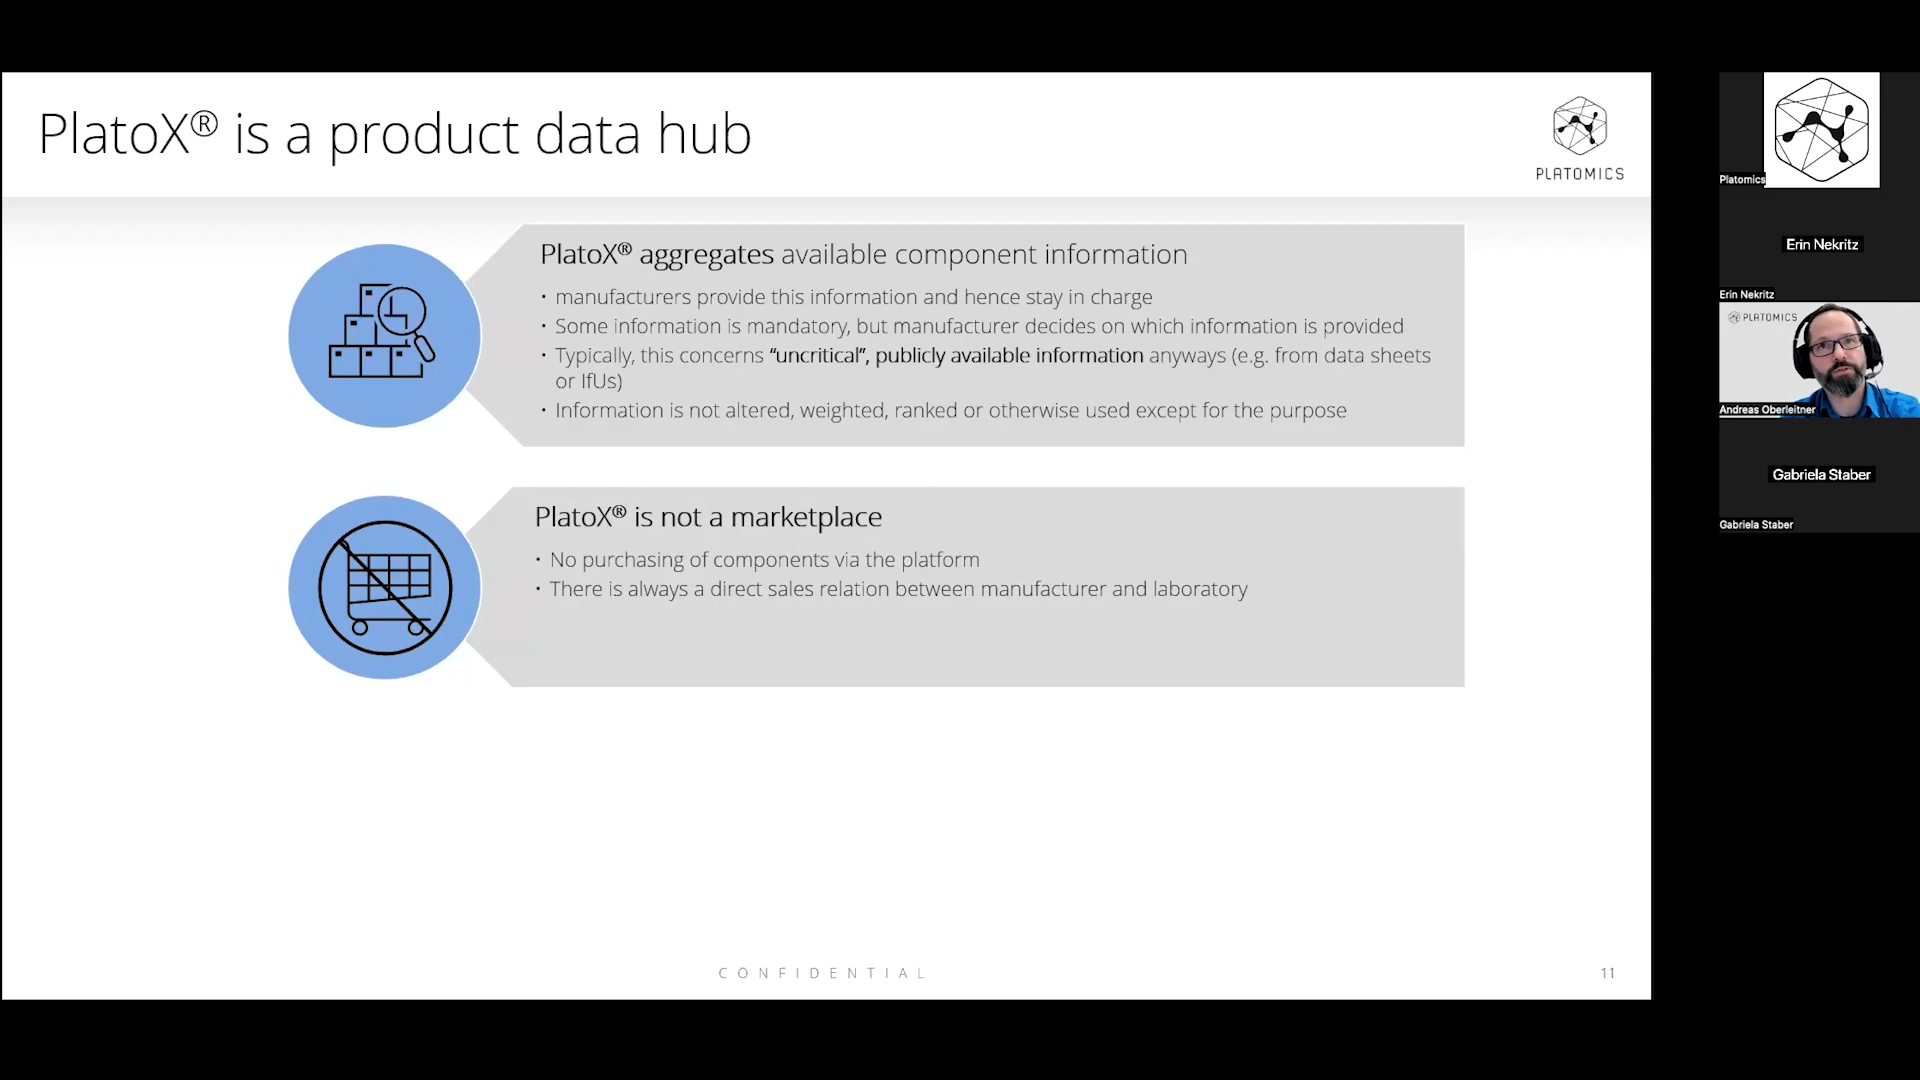 PlatoX® is a product data hub
PLATOMICS
PlatoX® aggregates available component information
· manufacturers provide this information and hence stay in charge
· Some information is mandatory, but manufacturer decides on which information is provided
· Typically, this concerns “uncritical”, publicly available information anyways (e.g. from data sheets
or IfUs)
· Information is not altered, weighted, ranked or otherwise used except for the purpose
PlatoX® is not a marketplace
· No purchasing of components via the platform
· There is always a direct sales relation between manufacturer and laboratory
CONFIDENTIAL
11
Platomics
Erin Nekritz
Erin Nekritz
PLATOMICS
Andreas Oberleitner
Gabriela Staber
Gabriela Staber